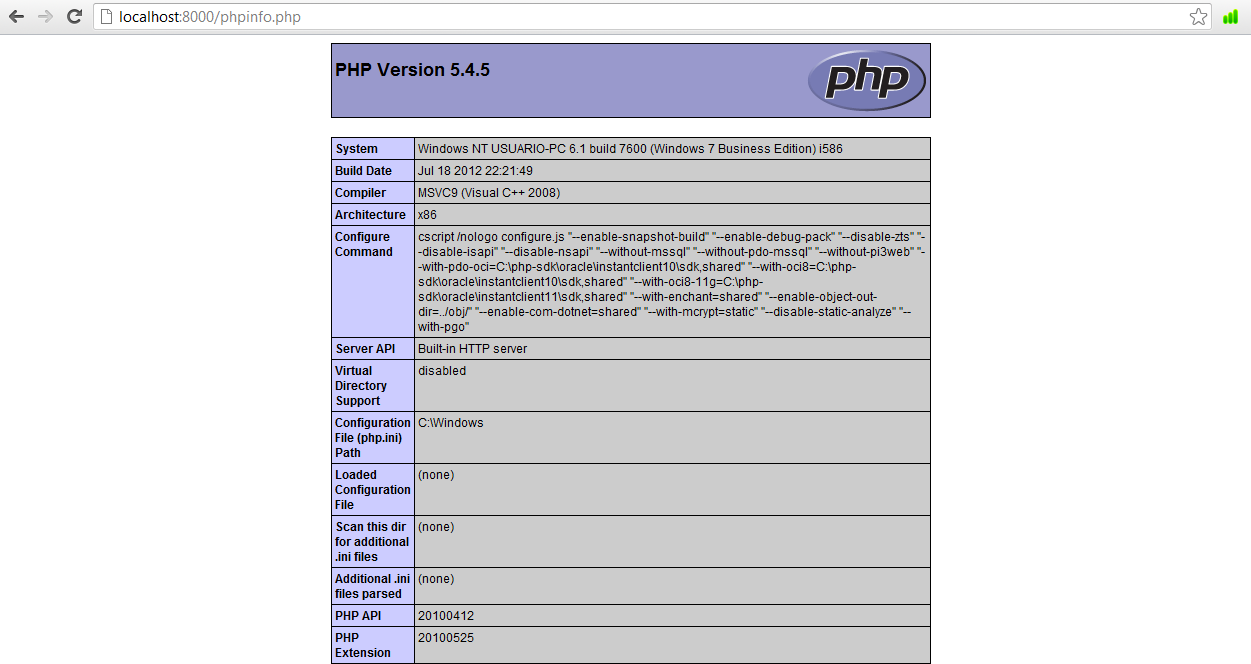 localhost:8000/phpinfo.php
PHP Version 5.4.5
php
System
Windows NT USUARIO-PC 6.1 build 7600 (Windows 7 Business Edition) i586
Build Date
Jul 18 2012 22:21:49
Compiler
MSVC9 (Visual C++ 2008)
Architecture
x86
Configure
Command
cscript /nologo configure.js "--enable-snapshot-build" "--enable-debug-pack" "--disable-zts" "-
-disable-isapi" "--disable-nsapi" "--without-mssql" "--without-pdo-mssql" "--without-pi3web" "-
-with-pdo-oci=C:\php-sdk\oracle\instantclient10\sdk,shared" "--with-oci8=C:\php-
sdk\oracle\instantclient10\sdk,shared" "--with-oci8-11g=C:\php-
sdk\oracle\instantclient11\sdk,shared" "--with-enchant=shared" "--enable-object-out-
dir=../obj/" "--enable-com-dotnet=shared" "--with-mcrypt=static" "--disable-static-analyze" "--
with-pgo"
Server API
Built-in HTTP server
Virtual
Directory
Support
disabled
Configuration
File (php.ini)
Path
C:\Windows
Loaded
Configuration
File
(none)
Scan this dir
for additional
.ini files
(none)
Additional .ini
files parsed
(none)
PHP API
20100412
PHP
Extension
20100525